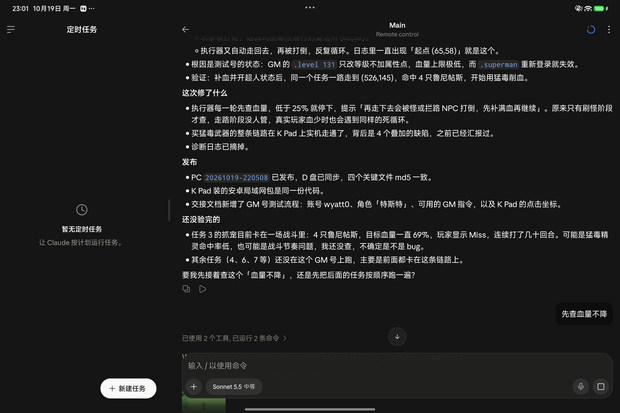 23:01 10月19日 周一
定时任务
Main
Remote control
执行器又自动走回去，再被打倒，反复循环。日志里一直出现「起点 (65,58)」就是这个。
• 根因是测试号的状态：GM 的 .level 131 只改等级不加属性点，血量上限极低，而 .superman 重新登录就失效。
• 验证：补血并开超人状态后，同一个任务一路走到 (526,145)，命中 4 只鲁尼帕斯，开始用猛毒削血。
这次修了什么
• 执行器每一轮先查血量，低于 25% 就停下，提示「再走下去会被怪或拦路 NPC 打倒，先补满血再继续」。原来只有刷怪阶段
才查，走路阶段没人管，真实玩家血少时也会遇到同样的死循环。
• 买猛毒武器的整条链路在 K Pad 上实机走通了，背后是 4 个叠加的缺陷，之前已经汇报过。
• 诊断日志已摘掉。
发布
• PC 20261019-220508 已发布，D 盘已同步，四个关键文件 md5 一致。
• K Pad 装的安卓局域网包是同一份代码。
• 交接文档新增了 GM 号测试流程：账号 wyatt0、角色「特斯特」、可用的 GM 指令，以及 K Pad 的点击坐标。
还没验完的
• 任务 3 的抓宠目前卡在一场战斗里：4 只鲁尼帕斯，目标血量一直 69%，玩家显示 Miss，连续打了几十回合。可能是猛毒精
灵命中率低，也可能是战斗节奏问题，我还没查，不确定是不是 bug。
• 其余任务（4、6、7 等）还没在这个 GM 号上跑，主要是前面都卡在这条链路上。
要我先接着查这个「血量不降」，还是先把后面的任务按顺序跑一遍？
先查血量不降
暂无定时任务
让 Claude 按计划运行任务。
已使用 2 个工具, 已运行 2 条命令
输入 / 以使用命令
Sonnet 5.5 中等
+ 新建任务